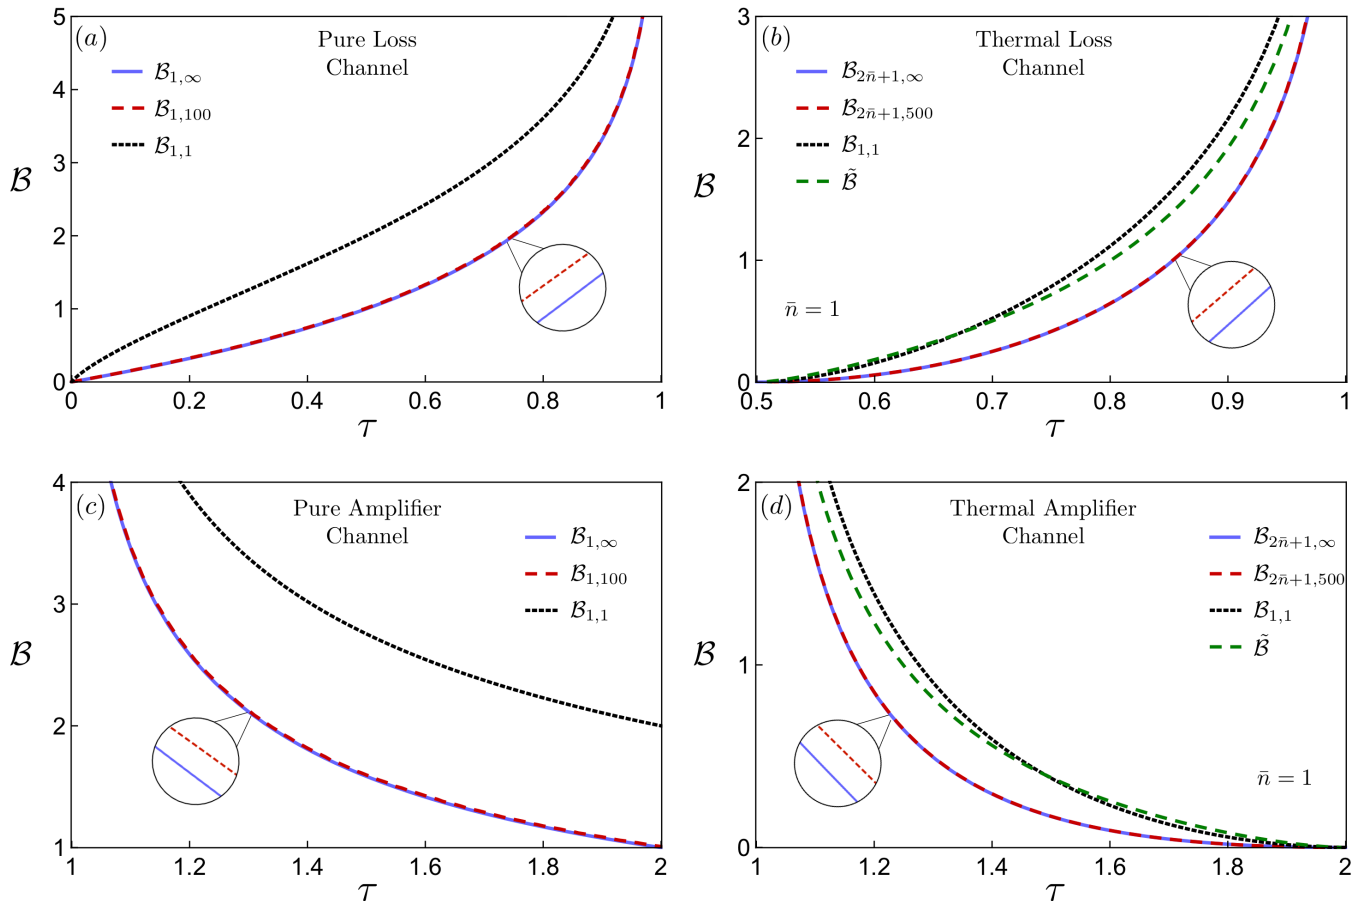 (a)
Pure Loss
Channel
ℬ₁,∞
ℬ₁,₁₀₀
ℬ₁,₁
5
4
3
2
1
0
ℬ
0
0.2
0.4
0.6
0.8
1
τ
(b)
Thermal Loss
Channel
ℬ₂n̄₊₁,∞
ℬ₂n̄₊₁,₅₀₀
ℬ₁,₁
ℬ̃
n̄ = 1
3
2
1
0
ℬ
0.5
0.6
0.7
0.8
0.9
1
τ
(c)
Pure Amplifier
Channel
ℬ₁,∞
ℬ₁,₁₀₀
ℬ₁,₁
4
3
2
1
ℬ
1
1.2
1.4
1.6
1.8
2
τ
(d)
Thermal Amplifier
Channel
ℬ₂n̄₊₁,∞
ℬ₂n̄₊₁,₅₀₀
ℬ₁,₁
ℬ̃
n̄ = 1
2
1
0
ℬ
1
1.2
1.4
1.6
1.8
2
τ